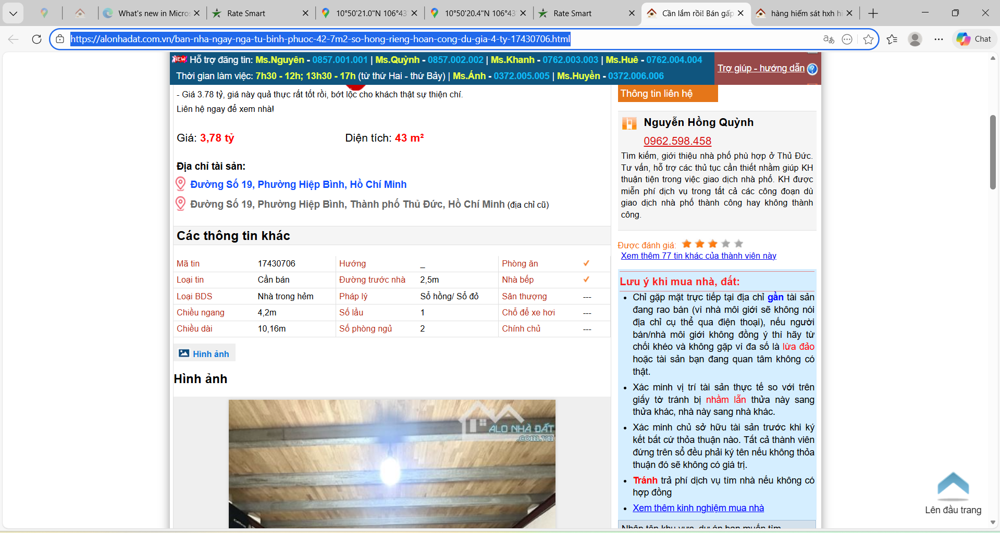 What's new in Micros
Rate Smart
10°50'21.0"N 106°43'
10°50'20.4"N 106°43'
Rate Smart
Cần lắm rồi! Bán gấp
hàng hiếm sát hxh hi
https://alonhadat.com.vn/ban-nha-ngay-nga-tu-binh-phuoc-42-7m2-so-hong-rieng-hoan-cong-du-gia-4-ty-17430706.html
Chat
NEW Hỗ trợ đăng tin: Ms.Nguyên - 0857.001.001 | Ms.Quỳnh - 0857.002.002 | Ms.Khanh - 0762.003.003 | Ms.Huê - 0762.004.004
Thời gian làm việc: 7h30 - 12h; 13h30 - 17h (từ thứ Hai - thứ Bảy) | Ms.Ánh - 0372.005.005 | Ms.Huyền - 0372.006.006
Trợ giúp - hướng dẫn
- Giá 3.78 tỷ, giá này quả thực rất tốt rồi, bớt lộc cho khách thật sự thiện chí.
Liên hệ ngay để xem nhà!
Giá: 3,78 tỷ
Diện tích: 43 m²
Địa chỉ tài sản:
Đường Số 19, Phường Hiệp Bình, Hồ Chí Minh
Đường Số 19, Phường Hiệp Bình, Thành phố Thủ Đức, Hồ Chí Minh (địa chỉ cũ)
Các thông tin khác
Mã tin 17430706 Hướng _ Phòng ăn
Loại tin Cần bán Đường trước nhà 2,5m Nhà bếp
Loại BDS Nhà trong hẻm Pháp lý Sổ hồng/ Sổ đỏ Sân thượng ---
Chiều ngang 4,2m Số lầu 1 Chổ để xe hơi ---
Chiều dài 10,16m Số phòng ngủ 2 Chính chủ ---
Hình ảnh
Hình ảnh
ALO NHÀ ĐẤT
.com.vn
Thông tin liên hệ
Nguyễn Hồng Quỳnh
0962.598.458
Tìm kiếm, giới thiệu nhà phố phù hợp ở Thủ Đức.
Tư vấn, hỗ trợ các thủ tục cần thiết nhằm giúp KH
thuận tiện trong việc giao dịch nhà phố. KH được
miễn phí dịch vụ trong tất cả các công đoạn dù
giao dịch nhà phố thành công hay không thành
công.
Được đánh giá:
Xem thêm 77 tin khác của thành viên này
Lưu ý khi mua nhà, đất:
Chỉ gặp mặt trực tiếp tại địa chỉ gần tài sản
đang rao bán (vì nhà môi giới sẽ không nói
địa chỉ cụ thể qua điện thoại), nếu người
bán/nhà môi giới không đồng ý thì hãy từ
chối khéo và không gặp vì đa số là lừa đảo
hoặc tài sản bạn đang quan tâm không có
thật.
Xác minh vị trí tài sản thực tế so với trên
giấy tờ tránh bị nhầm lẫn thửa này sang
thửa khác, nhà này sang nhà khác.
Xác minh chủ sở hữu tài sản trước khi ký
kết bất cứ thỏa thuận nào. Tất cả thành viên
đứng trên sổ đều phải ký tên nếu không thỏa
thuận đó sẽ không có giá trị.
Tránh trả phí dịch vụ tìm nhà nếu không có
hợp đồng
Xem thêm kinh nghiệm mua nhà
Nhập tên khu vực, dự án bạn muốn tìm
Lên đầu trang